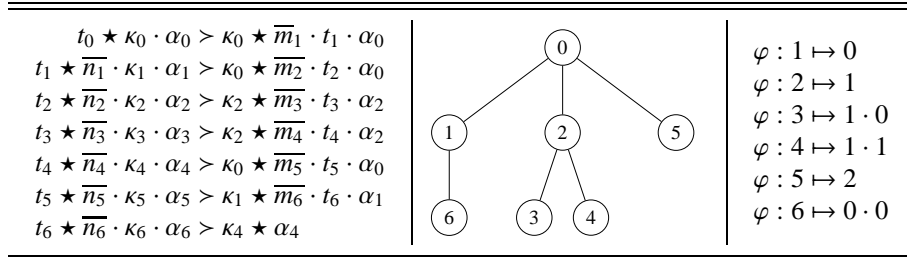 t₀ ⋆ κ₀ · α₀ ≻ κ₀ ⋆ m̅₁ · t₁ · α₀
t₁ ⋆ n̅₁ · κ₁ · α₁ ≻ κ₀ ⋆ m̅₂ · t₂ · α₀
t₂ ⋆ n̅₂ · κ₂ · α₂ ≻ κ₂ ⋆ m̅₃ · t₃ · α₂
t₃ ⋆ n̅₃ · κ₃ · α₃ ≻ κ₂ ⋆ m̅₄ · t₄ · α₂
t₄ ⋆ n̅₄ · κ₄ · α₄ ≻ κ₀ ⋆ m̅₅ · t₅ · α₀
t₅ ⋆ n̅₅ · κ₅ · α₅ ≻ κ₁ ⋆ m̅₆ · t₆ · α₁
t₆ ⋆ n̅₆ · κ₆ · α₆ ≻ κ₄ ⋆ α₄
0
1 2 5
6 3 4
φ : 1 ↦ 0
φ : 2 ↦ 1
φ : 3 ↦ 1 · 0
φ : 4 ↦ 1 · 1
φ : 5 ↦ 2
φ : 6 ↦ 0 · 0